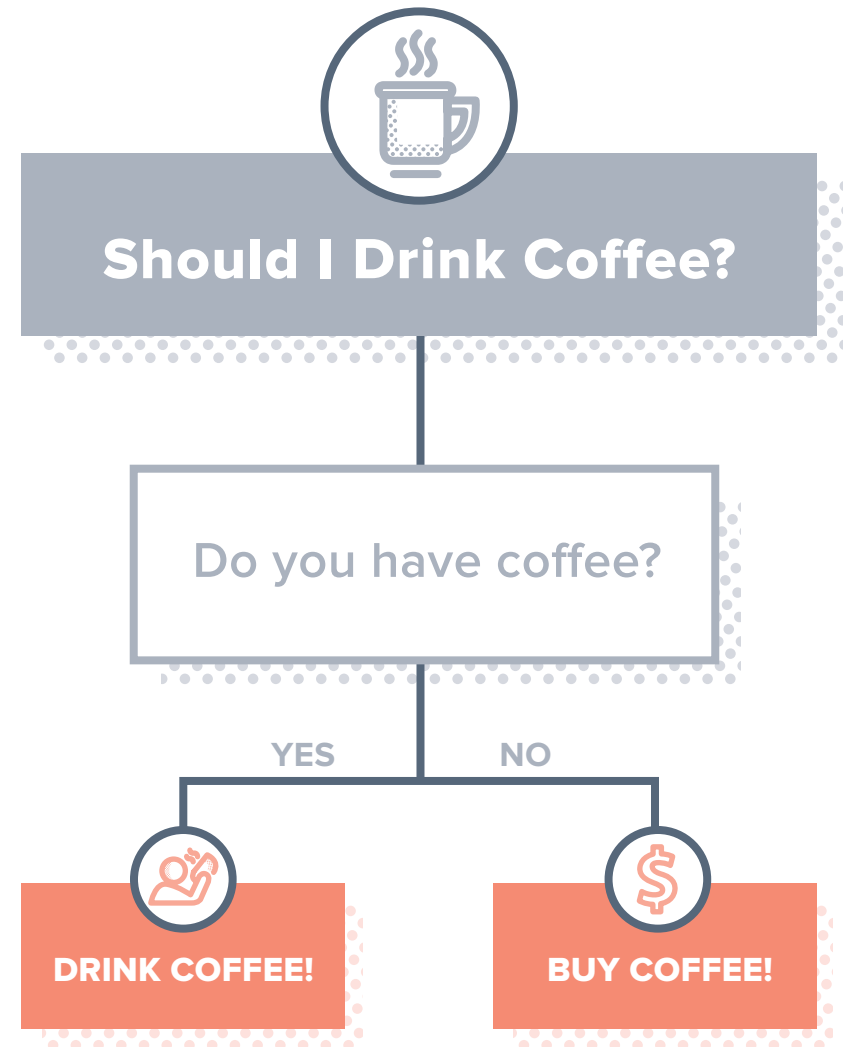 Should I Drink Coffee?
Do you have coffee?
YES
NO
DRINK COFFEE!
$
BUY COFFEE!